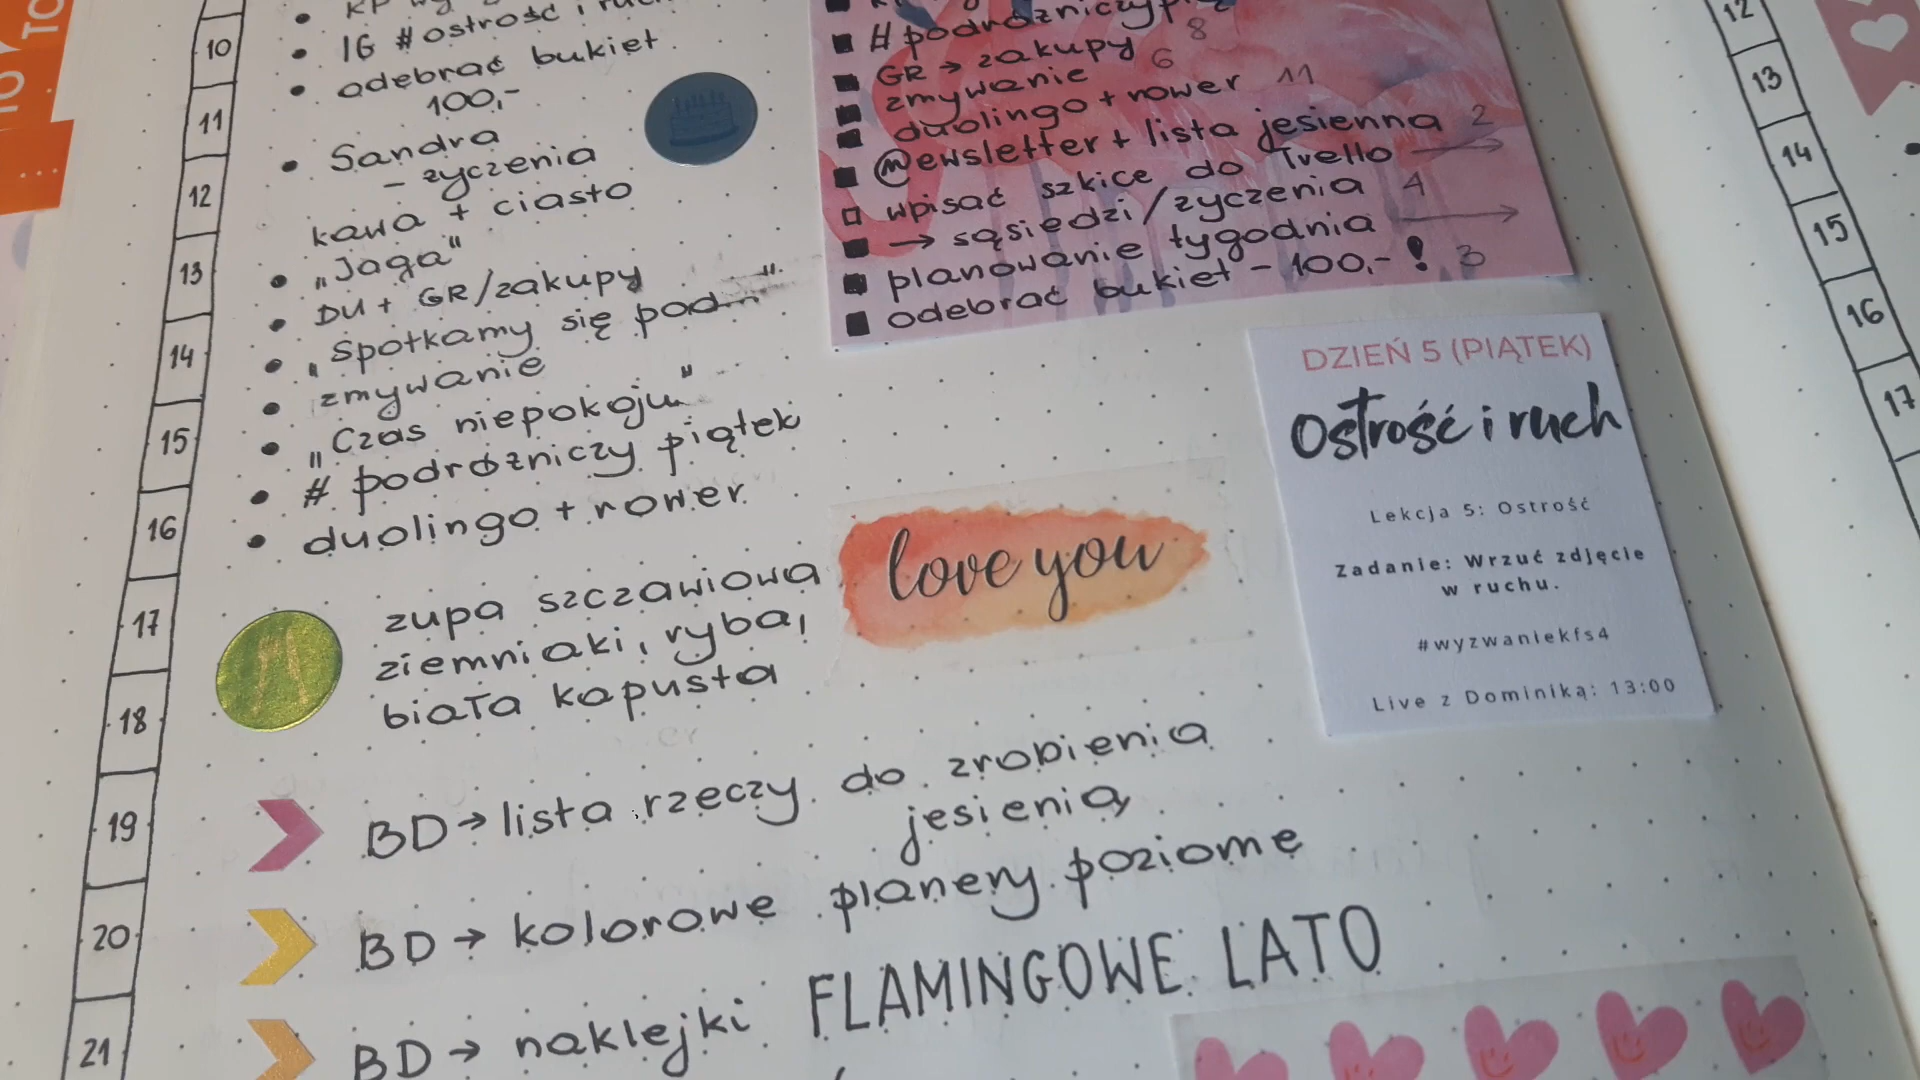 TO
TO
10
11
12
13
14
15
16
17
18
19
20
21
• IG #ostrość i
• odebrać bukiet
100,-
• Sandra
- życzenia
kawa + ciasto
• „Jaga"
• DU + GR/zakupy
• „Spotkamy się pod..."
• zmywanie
• „Czas niepokoju"
• # podróżniczy piątek
• duolingo + rower
zupa szczawiowa
ziemniaki, ryba,
biała kapusta
BD → lista rzeczy do zrobienia
jesienią
BD → kolorowe planery poziome
BD → naklejki FLAMINGOWE LATO
GR → zakupy 8
zmywanie 6
duolingo + rower 11
@ewsletter + lista jesienna 2
wpisać szkice do Trello →
→ sąsiedzi/życzenia 4
planowanie tygodnia →
odebrać bukiet - 100,- ! 3
love you
DZIEŃ 5 (PIĄTEK)
Ostrość i ruch
Lekcja 5: Ostrość
Zadanie: Wrzuć zdjęcie
w ruchu.
#wyzwaniekfs4
Live z Dominiką: 13:00
12
13
14
15
16
17